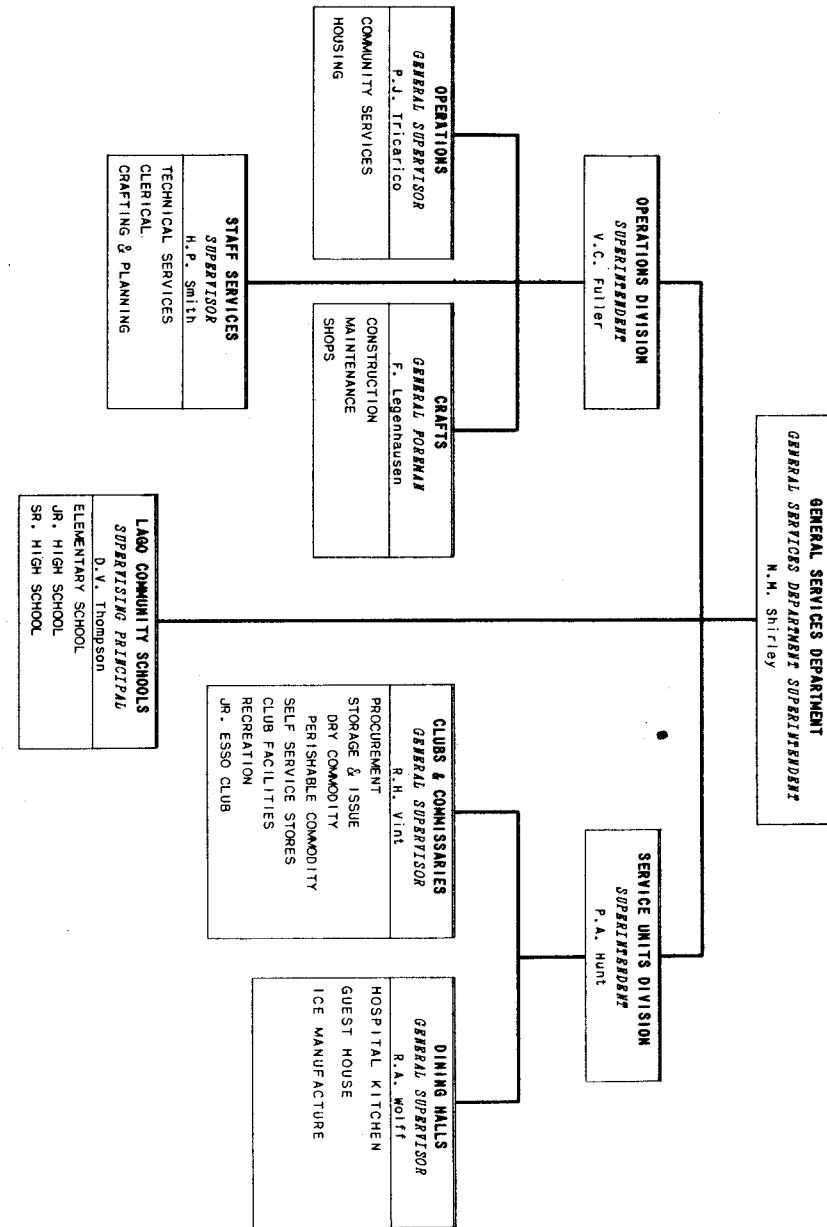 GENERAL SERVICES DEPARTMENT
GENERAL SERVICES DEPARTMENT SUPERINTENDENT
N.M. Shirley
OPERATIONS DIVISION
SUPERINTENDENT
V.C. Fuller
SERVICE UNITS DIVISION
SUPERINTENDENT
P.A. Hunt
OPERATIONS
GENERAL SUPERVISOR
P.J. Tricarico
COMMUNITY SERVICES
HOUSING
CRAFTS
GENERAL FOREMAN
F. Legenhausen
CONSTRUCTION
MAINTENANCE
SHOPS
CLUBS & COMMISSARIES
GENERAL SUPERVISOR
R.H. Vint
PROCUREMENT
STORAGE & ISSUE
DRY COMMODITY
PERISHABLE COMMODITY
SELF SERVICE STORES
CLUB FACILITIES
RECREATION
JR. ESSO CLUB
DINING HALLS
GENERAL SUPERVISOR
R.A. Wolff
HOSPITAL KITCHEN
GUEST HOUSE
ICE MANUFACTURE
STAFF SERVICES
SUPERVISOR
H.P. Smith
TECHNICAL SERVICES
CLERICAL
CRAFTING & PLANNING
LAGO COMMUNITY SCHOOLS
SUPERVISING PRINCIPAL
D.V. Thompson
ELEMENTARY SCHOOL
JR. HIGH SCHOOL
SR. HIGH SCHOOL